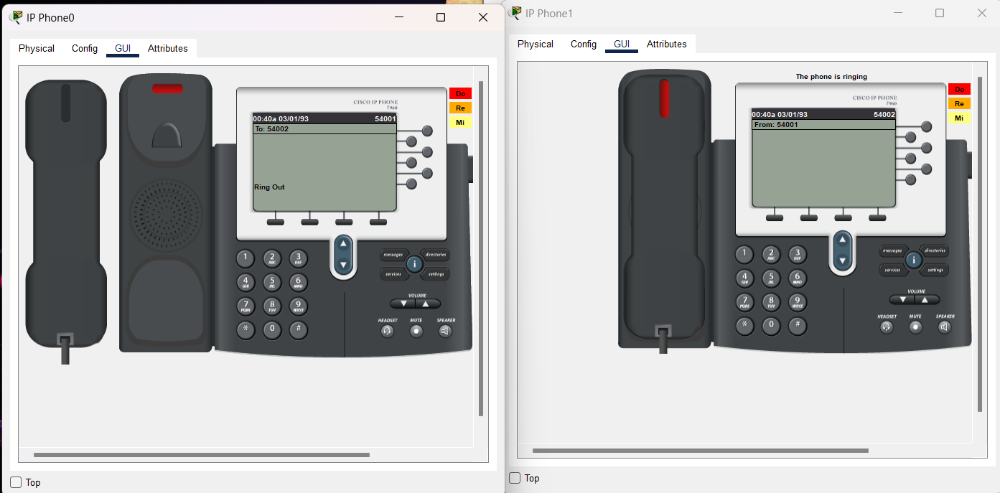 IP Phone0
Physical Config GUI Attributes
CISCO IP PHONE
7960
00:40a 03/01/93 54001
To: 54002
Ring Out
Do
Re
Mi
1
2 ABC
3 DEF
4 GHI
5 JKL
6 MNO
7 PQRS
8 TUV
9 WXYZ
*
0
#
messages directories
i
services settings
VOLUME
HEADSET MUTE SPEAKER
Top
IP Phone1
Physical Config GUI Attributes
The phone is ringing
CISCO IP PHONE
7960
00:40a 03/01/93 54002
From: 54001
Do
Re
Mi
1
2 ABC
3 DEF
4 GHI
5 JKL
6 MNO
7 PQRS
8 TUV
9 WXYZ
*
0
#
messages directories
i
services settings
VOLUME
HEADSET MUTE SPEAKER
Top